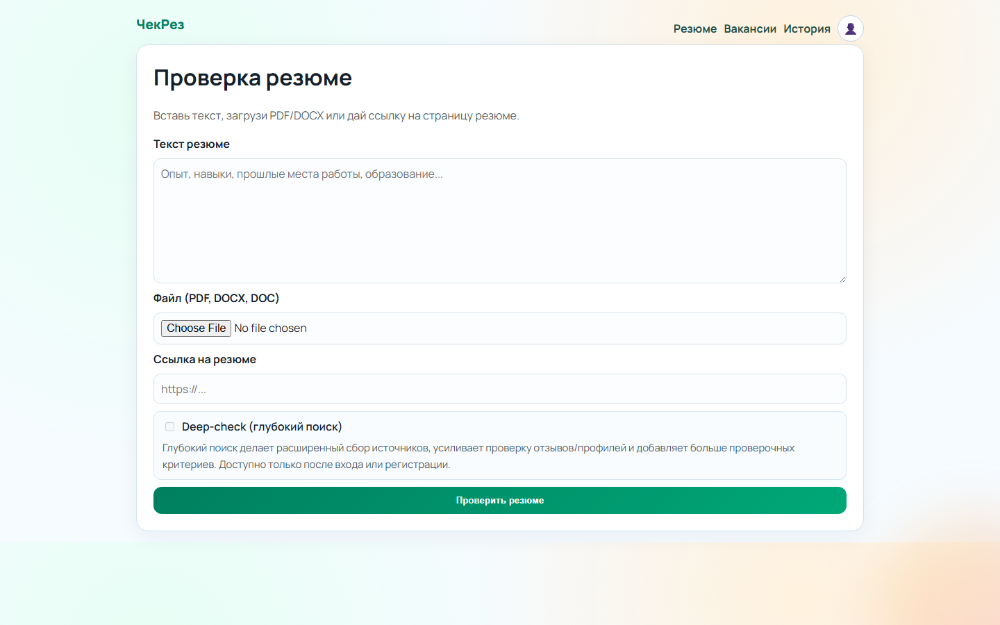 ЧекРез
Резюме Вакансии История
Проверка резюме
Вставь текст, загрузи PDF/DOCX или дай ссылку на страницу резюме.
Текст резюме
Опыт, навыки, прошлые места работы, образование...
Файл (PDF, DOCX, DOC)
Choose File No file chosen
Ссылка на резюме
https://...
Deep-check (глубокий поиск)
Глубокий поиск делает расширенный сбор источников, усиливает проверку отзывов/профилей и добавляет больше проверочных
критериев. Доступно только после входа или регистрации.
Проверить резюме